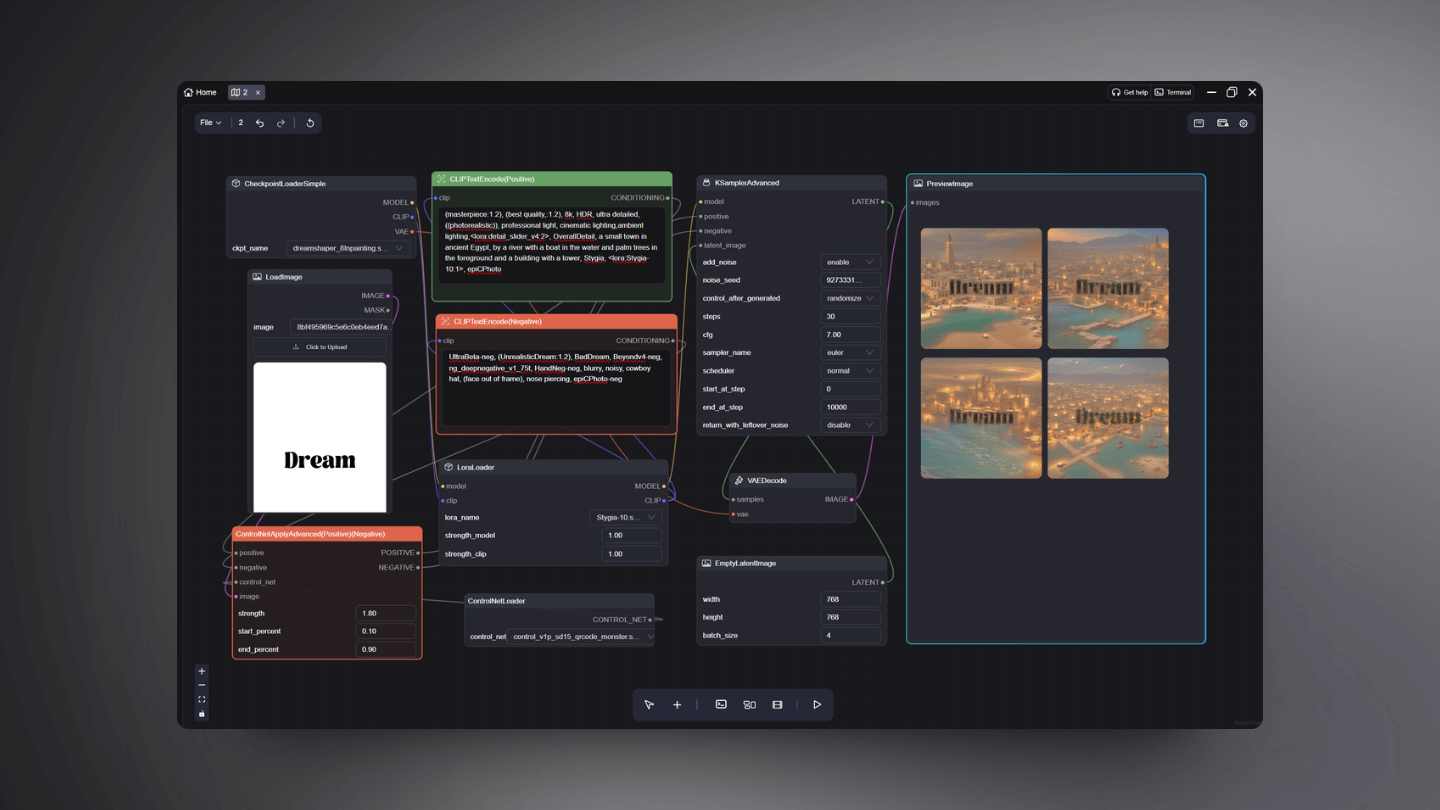 Home
2
Get help
Terminal
File
2
CheckpointLoaderSimple
MODEL
CLIP
VAE
ckpt_name
dreamshaper_8Inpainting.s...
LoadImage
IMAGE
MASK
image
8bf495969c5e6c0eb4eed7a..
Click to Upload
Dream
ControlNetApplyAdvanced(Positive)(Negative)
positive
POSITIVE
negative
NEGATIVE
control_net
image
strength
1.80
start_percent
0.10
end_percent
0.90
CLIPTextEncode(Positive)
clip
CONDITIONING
(masterpiece:1.2), (best quality,:1.2), 8k, HDR, ultra detailed,
((photorealistic)), professional light, cinematic lighting,ambient
lighting,<lora:detail_slider_v4:2>, OverallDetail, a small town in
ancient Egypt, by a river with a boat in the water and palm trees in
the foreground and a building with a tower, Stygia, <lora:Stygia-
10:1>, epiCPhoto
CLIPTextEncode(Negative)
clip
CONDITIONING
UltraBeta-neg, (UnrealisticDream:1.2), BadDream, Beyondv4-neg,
ng_deepnegative_v1_75t, HandNeg-neg, blurry, noisy, cowboy
hat, (face out of frame), nose piercing, epiCPhoto-neg
LoraLoader
model
MODEL
clip
CLIP
lora_name
Stygia-10.s...
strength_model
1.00
strength_clip
1.00
ControlNetLoader
CONTROL_NET
control_net
control_v1p_sd15_qrcode_monster.s...
KSamplerAdvanced
model
LATENT
positive
negative
latent_image
add_noise
enable
noise_seed
9273331...
control_after_generated
randomize
steps
30
cfg
7.00
sampler_name
euler
scheduler
normal
start_at_step
0
end_at_step
10000
return_with_leftover_noise
disable
VAEDecode
samples
IMAGE
vae
EmptyLatentImage
LATENT
width
768
height
768
batch_size
4
PreviewImage
images
Dream
Dream
Dream
Dream